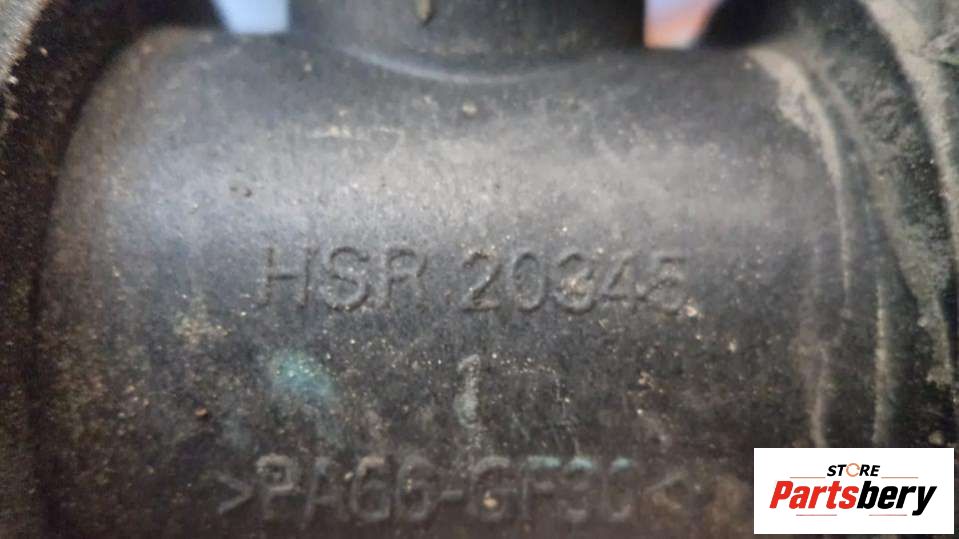 HSR 20345
1
>PA66-GF30<
STORE
Partsbery